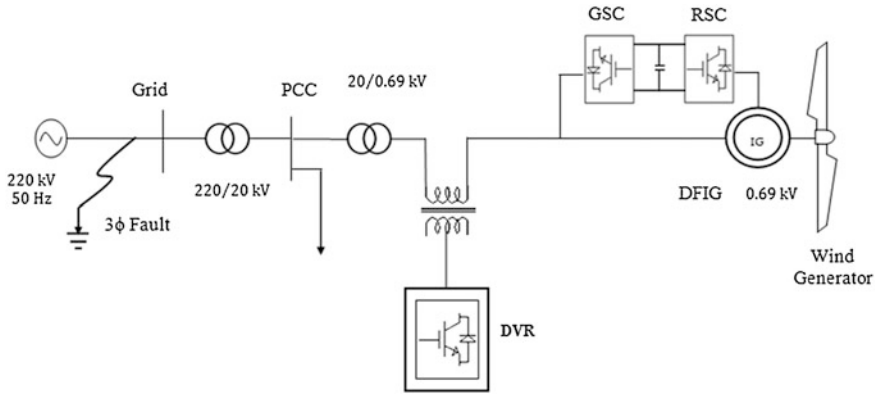 GSC
RSC
20/0.69 kV
Grid
PCC
IG
220 kV
50 Hz
220/20 kV
DFIG
0.69 kV
3ϕ Fault
Wind
Generator
DVR